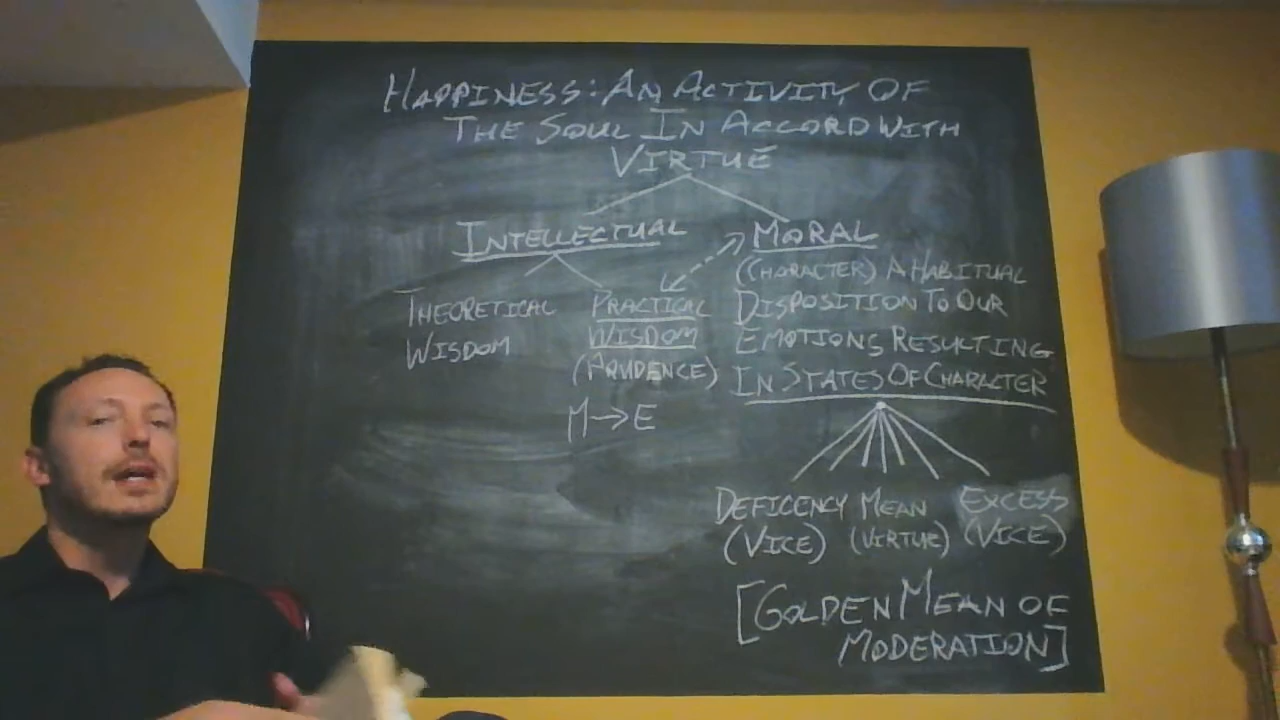 HAPPINESS: AN ACTIVITY OF
THE SOUL IN ACCORD WITH
VIRTUE
INTELLECTUAL
MORAL
THEORETICAL
WISDOM
PRACTICAL
WISDOM
(PRUDENCE)
M→E
(CHARACTER) A HABITUAL
DISPOSITION TO OUR
EMOTIONS RESULTING
IN STATES OF CHARACTER
DEFICENCY MEAN EXCESS
(VICE) (VIRTUE) (VICE)
[GOLDEN MEAN OF
MODERATION]